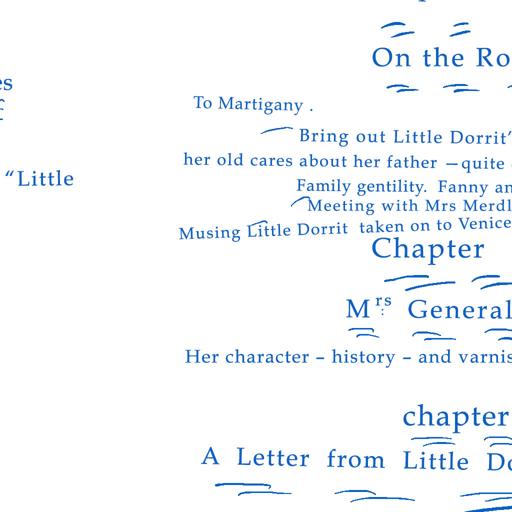 On the Ro
es
To Martigany .
f
Bring out Little Dorrit'
her old cares about her father – quite
"Little
Family gentility. Fanny an
Meeting with Mrs Merdl
Musing Little Dorrit taken on to Venice
Chapter
Mrs General
Her character – history – and varnis
chapter
A Letter from Little Do